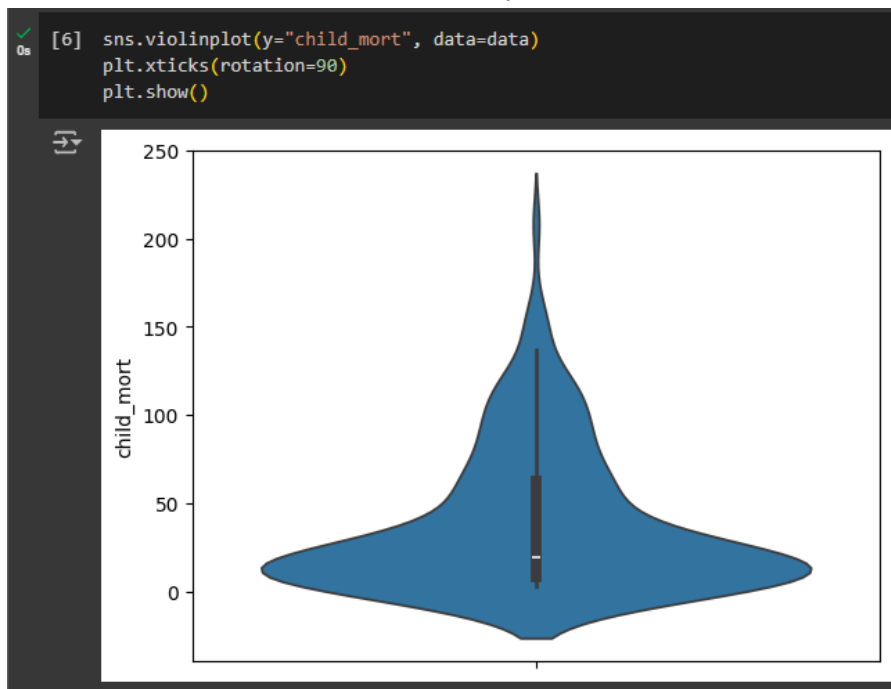 [6] sns.violinplot(y="child_mort", data=data)
0s
plt.xticks(rotation=90)
plt.show()
250
200
150
100
50
0
child_mort